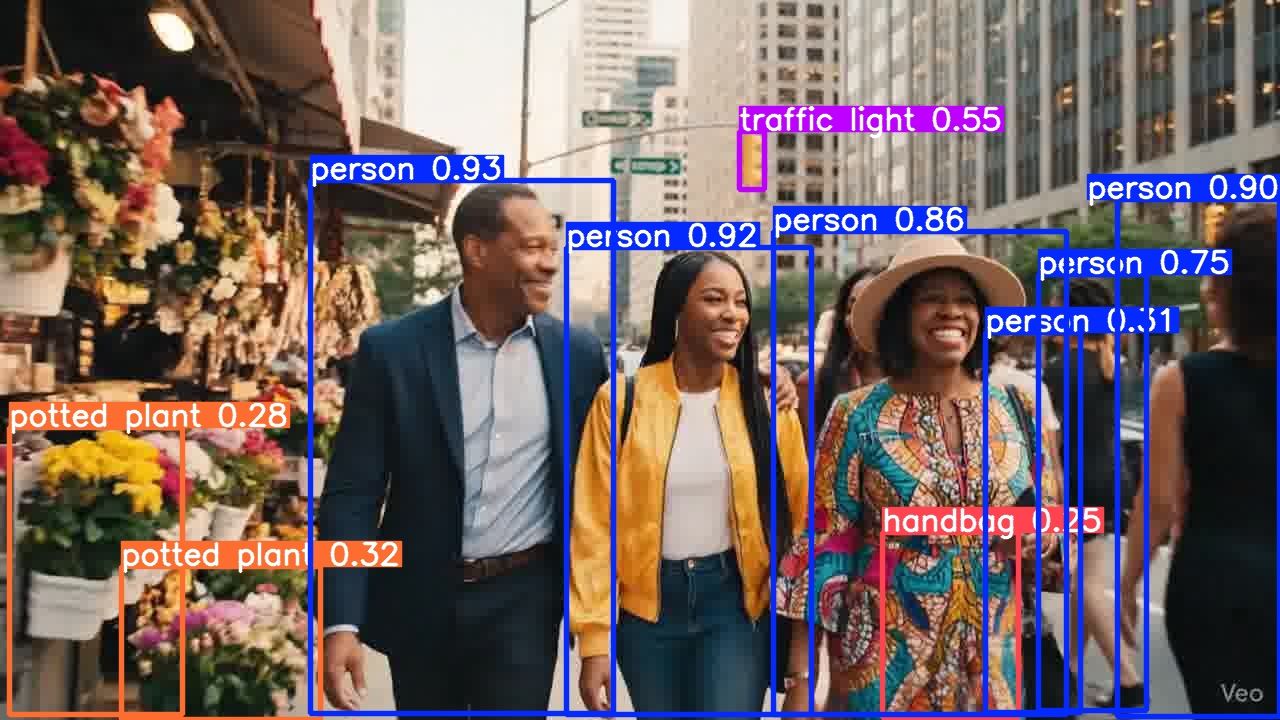 traffic light 0.55
person 0.93
person 0.90
person 0.86
person 0.92
person 0.75
person 0.31
potted plant 0.28
handbag 0.25
potted plant 0.32
Veo